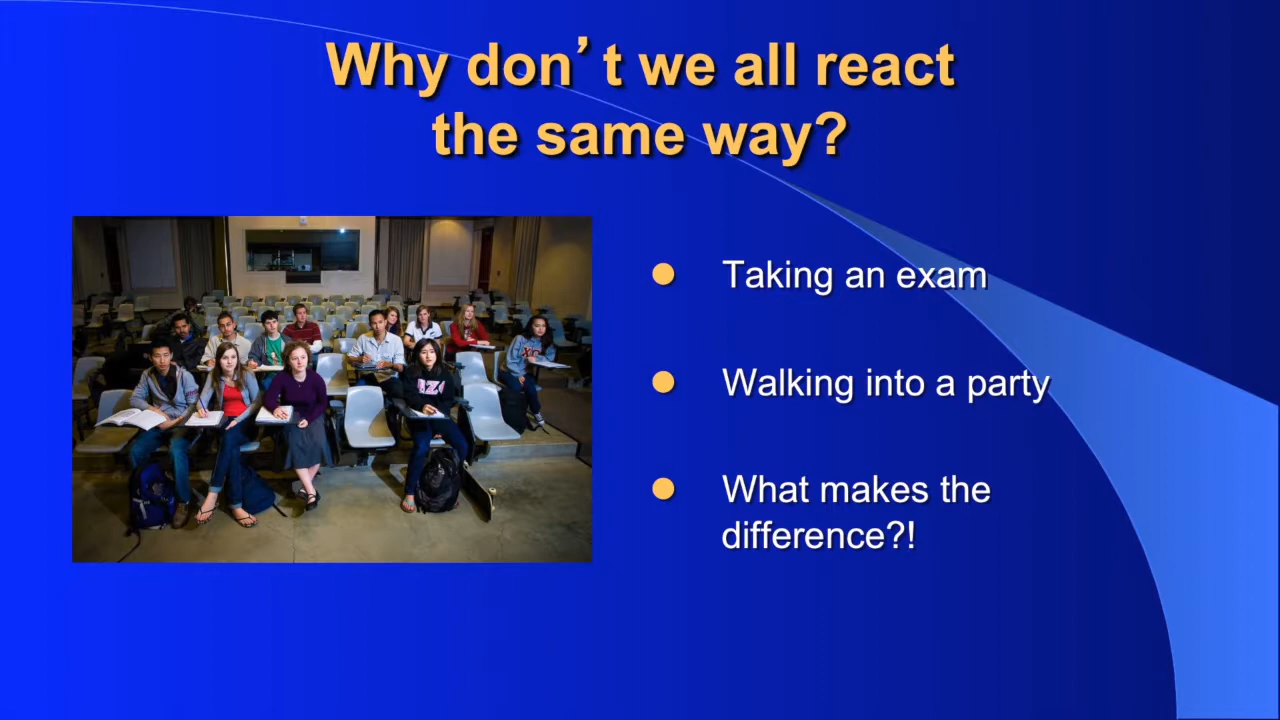 Why don’t we all react
the same way?
Taking an exam
Walking into a party
What makes the
difference?!